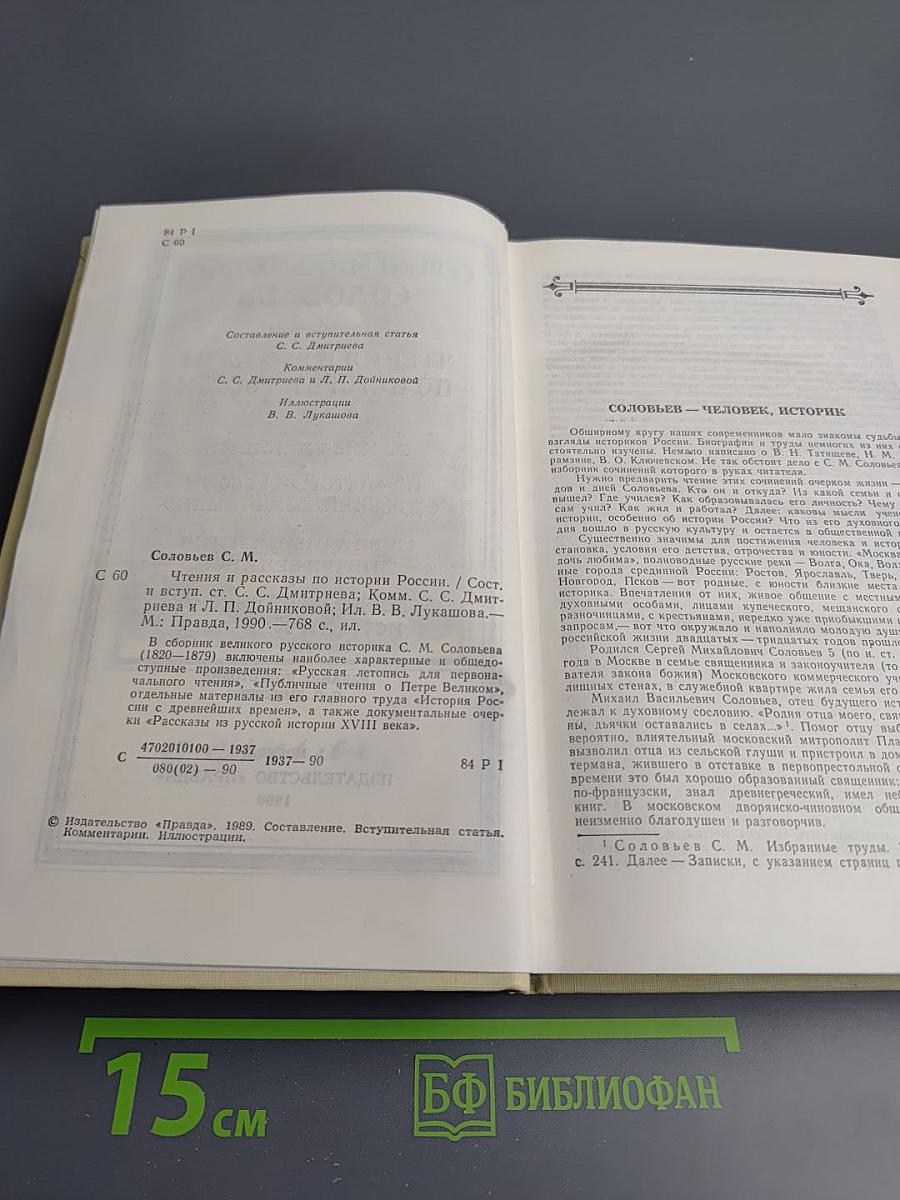 84 Р I
С 60
Составление и вступительная статья
С. С. Дмитриева
Комментарии
С. С. Дмитриева и Л. П. Дойниковой
Иллюстрации
В. В. Лукашова
Соловьев С. М.
С 60 Чтения и рассказы по истории России. / Сост.
и вступ. ст. С. С. Дмитриева; Комм. С. С. Дмит-
риева и Л. П. Дойниковой; Ил. В. В. Лукашова.—
М.: Правда, 1990.—768 с., ил.
В сборник великого русского историка С. М. Соловьева
(1820—1879) включены наиболее характерные и общедо-
ступные произведения: «Русская летопись для первона-
чального чтения», «Публичные чтения о Петре Великом»,
отдельные материалы из его главного труда «История Рос-
сии с древнейших времен», а также документальные очер-
ки «Рассказы из русской истории XVIII века».
С 4702010100 — 1937
080(02) — 90
1937— 90
84 Р I
© Издательство «Правда». 1989. Составление. Вступительная статья.
Комментарии. Иллюстрации.
СОЛОВЬЕВ — ЧЕЛОВЕК, ИСТОРИК
Обширному кругу наших современников мало знакомы судьбы
взгляды историков России. Биографии и труды немногих из них
стоятельно изучены. Немало написано о В. Н. Татищеве, Н. М.
рамзине, В. О. Ключевском. Не так обстоит дело с С. М. Соловье
изборник сочинений которого в руках читателя.
Нужно предварить чтение этих сочинений очерком жизни —
дов и дней Соловьева. Кто он и откуда? Из какой семьи и
вышел? Где учился? Как образовывалась его личность? Чему
сам учил? Как жил и работал? Далее: каковы мысли учен
истории, особенно об истории России? Что из его духовного
дия вошло в русскую культуру и остается в общественной
Существенно значимы для постижения человека и истор
становка, условия его детства, отрочества и юности. «Москва
дочь любима», полноводные русские реки — Волга, Ока, Вол
ные города срединной России: Ростов, Ярославль, Тверь,
Новгород, Псков — вот родные, с юности близкие места
историка. Впечатления от них, живое общение с местным
духовными особами, лицами купеческого, мещанского с
разночинцами, с крестьянами, нередко уже приобыкшими
запросам,— вот что окружало и наполняло молодую душ
российской жизни двадцатых — тридцатых годов прошло
Родился Сергей Михайлович Соловьев 5 (по н. ст.
года в Москве в семье священника и законоучителя (то
вателя закона божия) Московского коммерческого уч
лищных стенах, в служебной квартире жила семья его
Михаил Васильевич Соловьев, отец будущего ист
лежал к духовному сословию. «Родня отца моего, свя
ны, дьячки оставались в селах...»¹. Помог отцу выб
вероятно, влиятельный московский митрополит Пла
вызволил отца из сельской глуши и пристроил в дом
термана, жившего в отставке в первопрестольной с
времени это был хорошо образованный священник:
по-французски, знал древнегреческий, имел неб
книг. В московском дворянско-чиновном общ
неизменно благодушен и разговорчив.
¹ Соловьев С. М. Избранные труды.
с. 241. Далее — Записки, с указанием страниц
15 см
БФ БИБЛИОФАН